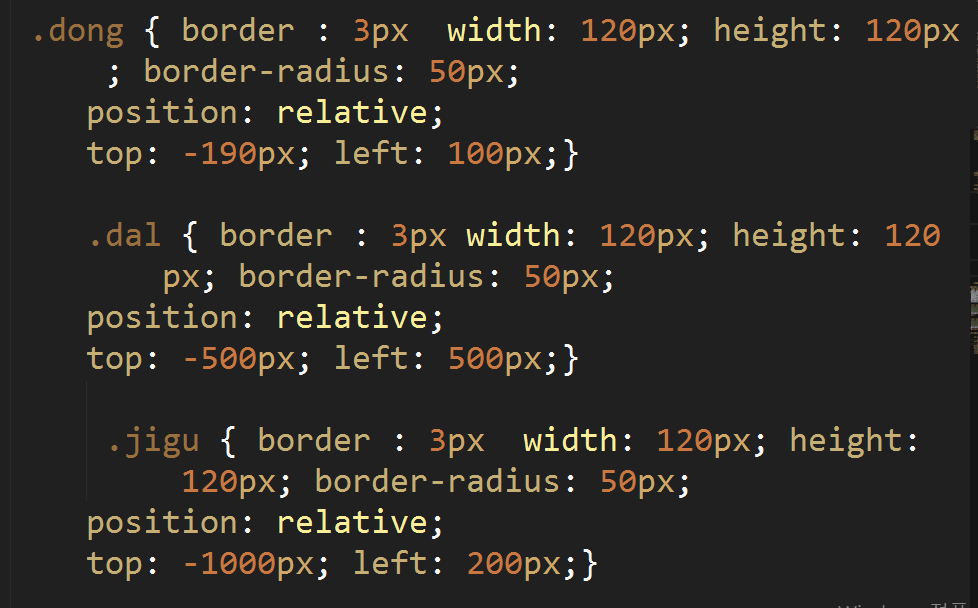 .dong { border : 3px  width: 120px; height: 120px
; border-radius: 50px;
position: relative;
top: -190px; left: 100px;}
.dal { border : 3px width: 120px; height: 120
px; border-radius: 50px;
position: relative;
top: -500px; left: 500px;}
.jigu { border : 3px  width: 120px; height:
120px; border-radius: 50px;
position: relative;
top: -1000px; left: 200px;}